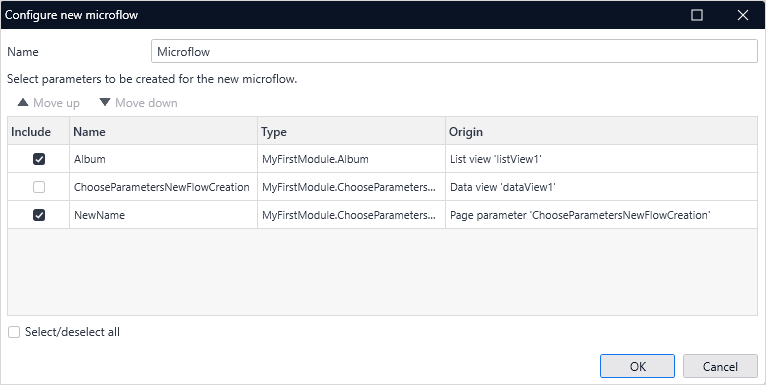 Configure new microflow
Name Microflow
Select parameters to be created for the new microflow.
Move up Move down
Include Name Type Origin
Album MyFirstModule.Album List view 'listView1'
ChooseParametersNewFlowCreation MyFirstModule.ChooseParameters... Data view 'dataView1'
NewName MyFirstModule.ChooseParameters... Page parameter 'ChooseParametersNewFlowCreation'
Select/deselect all
OK Cancel